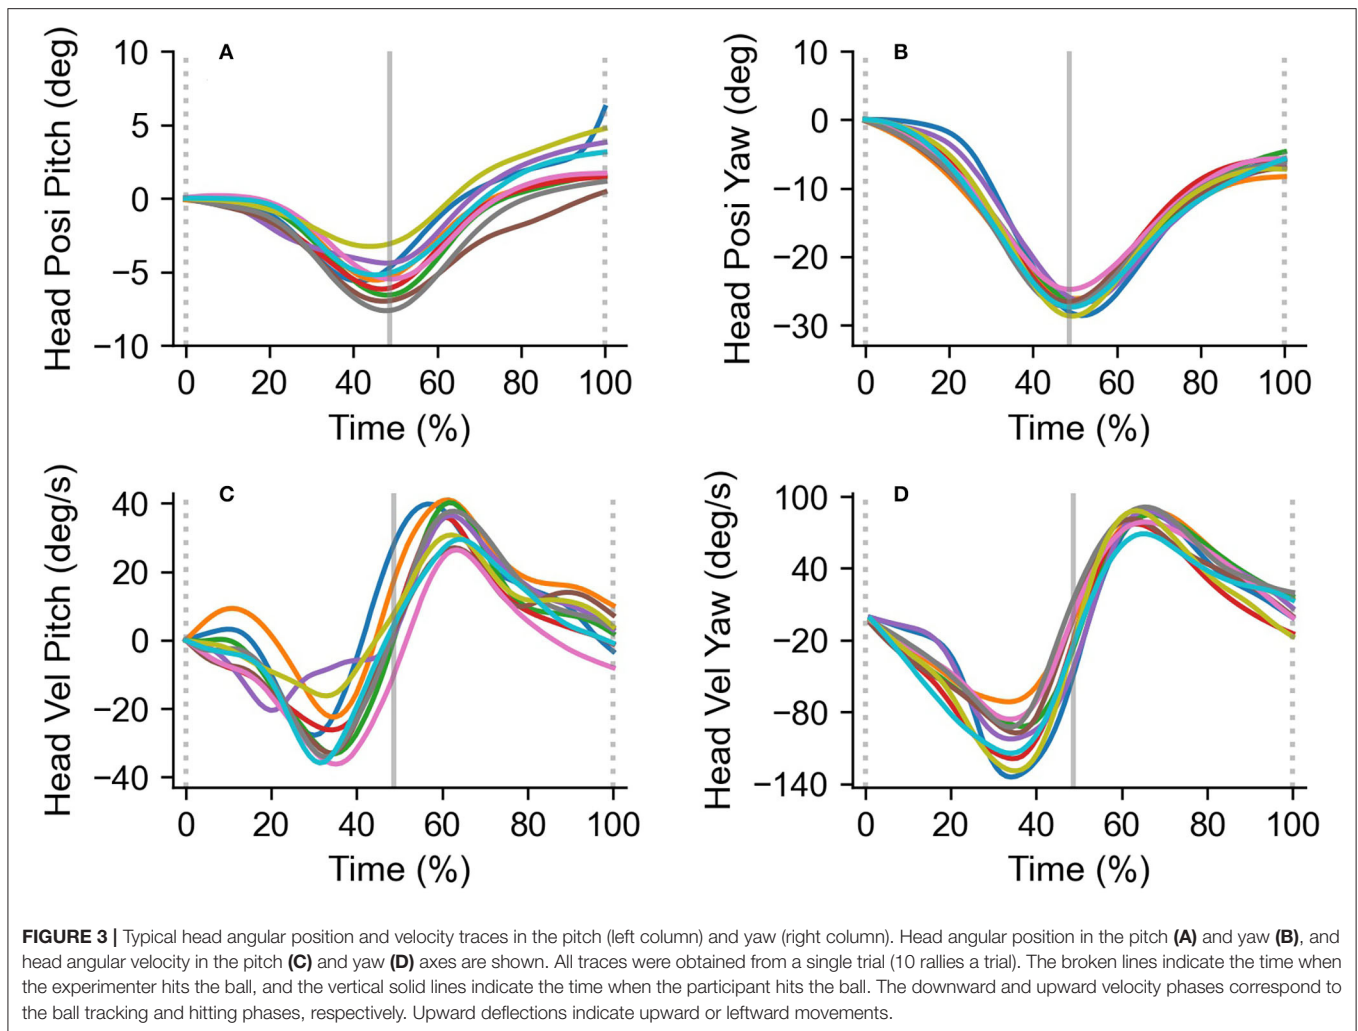 A
Head Posi Pitch (deg)
10
5
0
−5
−10
0 20 40 60 80 100
Time (%)
B
Head Posi Yaw (deg)
10
0
−10
−20
−30
0 20 40 60 80 100
Time (%)
C
Head Vel Pitch (deg/s)
40
20
0
−20
−40
0 20 40 60 80 100
Time (%)
D
Head Vel Yaw (deg/s)
100
40
−20
−80
−140
0 20 40 60 80 100
Time (%)
FIGURE 3 | Typical head angular position and velocity traces in the pitch (left column) and yaw (right column). Head angular position in the pitch (A) and yaw (B), and
head angular velocity in the pitch (C) and yaw (D) axes are shown. All traces were obtained from a single trial (10 rallies a trial). The broken lines indicate the time when
the experimenter hits the ball, and the vertical solid lines indicate the time when the participant hits the ball. The downward and upward velocity phases correspond to
the ball tracking and hitting phases, respectively. Upward deflections indicate upward or leftward movements.